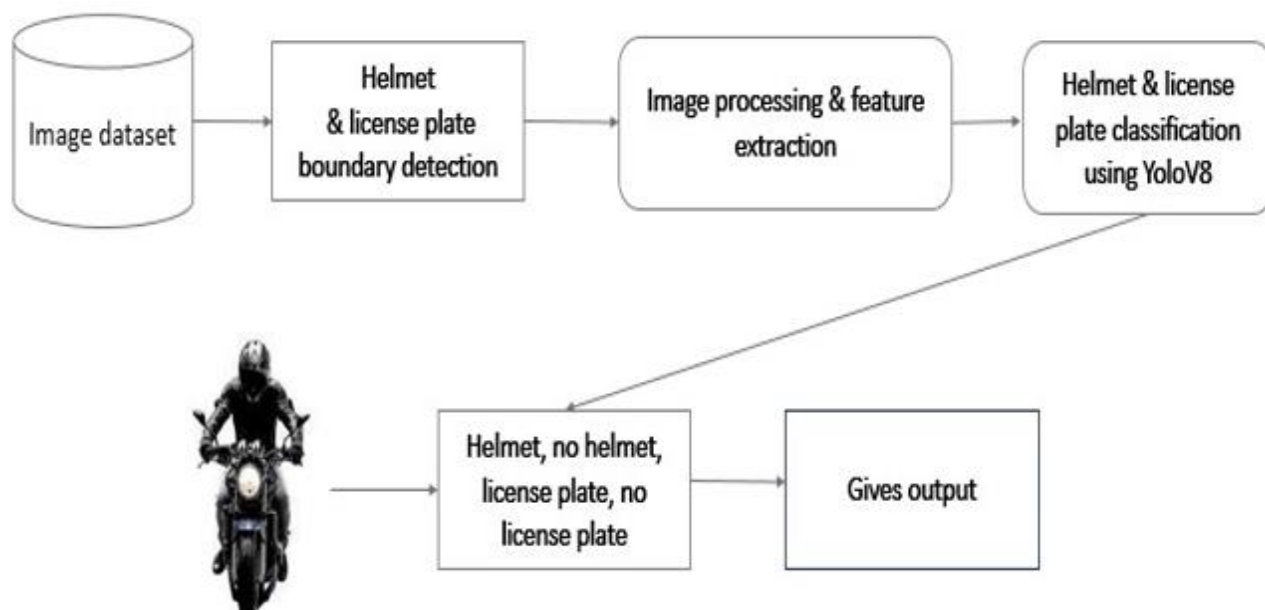 Image dataset
Helmet
& license plate
boundary detection
Image processing & feature
extraction
Helmet & license
plate classification
using YoloV8
Helmet, no helmet,
license plate, no
license plate
Gives output